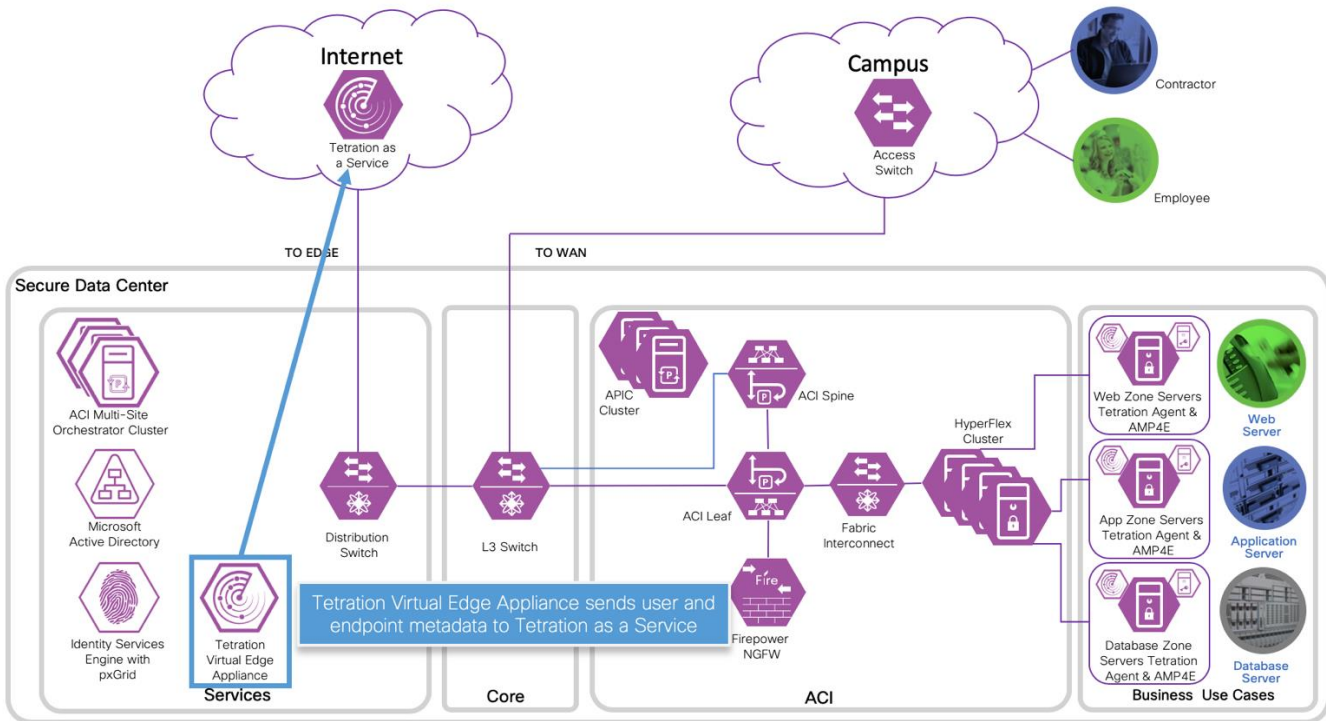 Internet
Tetration as
a Service
Campus
Access
Switch
Contractor
Employee
TO EDGE
TO WAN
Secure Data Center
ACI Multi-Site
Orchestrator Cluster
Microsoft
Active Directory
Identity Services
Engine with
pxGrid
Tetration
Virtual Edge
Appliance
Services
Distribution
Switch
L3 Switch
Core
Tetration Virtual Edge Appliance sends user and
endpoint metadata to Tetration as a Service
APIC
Cluster
P
ACI Spine
P
ACI Leaf
P
Fabric
Interconnect
Fire
Firepower
NGFW
HyperFlex
Cluster
ACI
Web Zone Servers
Tetration Agent &
AMP4E
Web
Server
App Zone Servers
Tetration Agent &
AMP4E
Application
Server
Database Zone
Servers Tetration
Agent & AMP4E
Database
Server
Business Use Cases
P